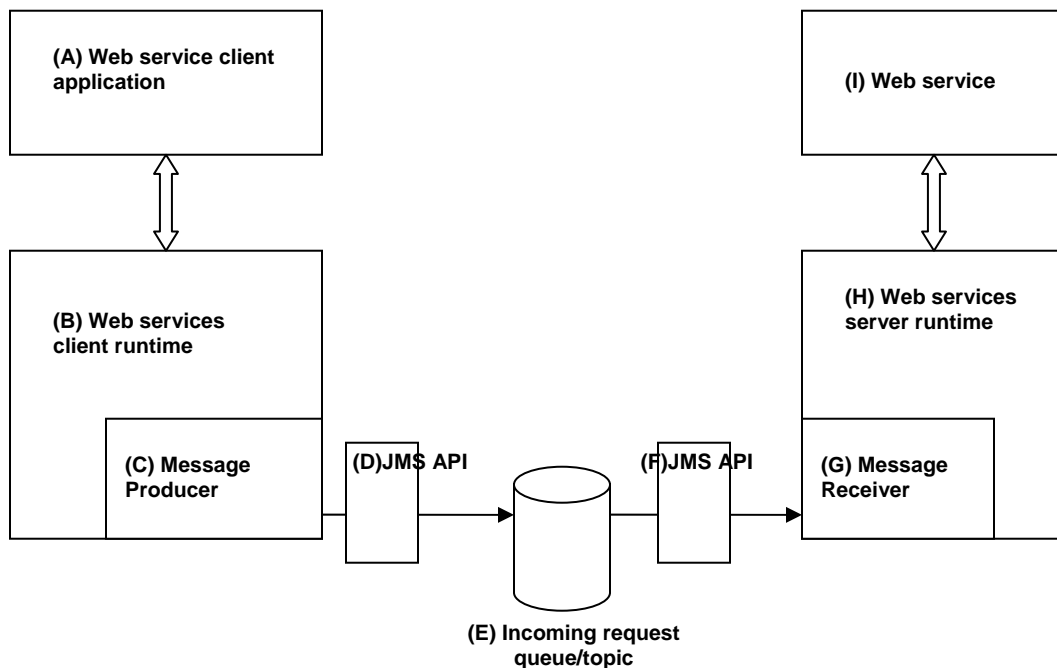 (A) Web service client
application
(I) Web service
(B) Web services
client runtime
(H) Web services
server runtime
(C) Message
Producer
(D)JMS API
(F)JMS API
(G) Message
Receiver
(E) Incoming request
queue/topic